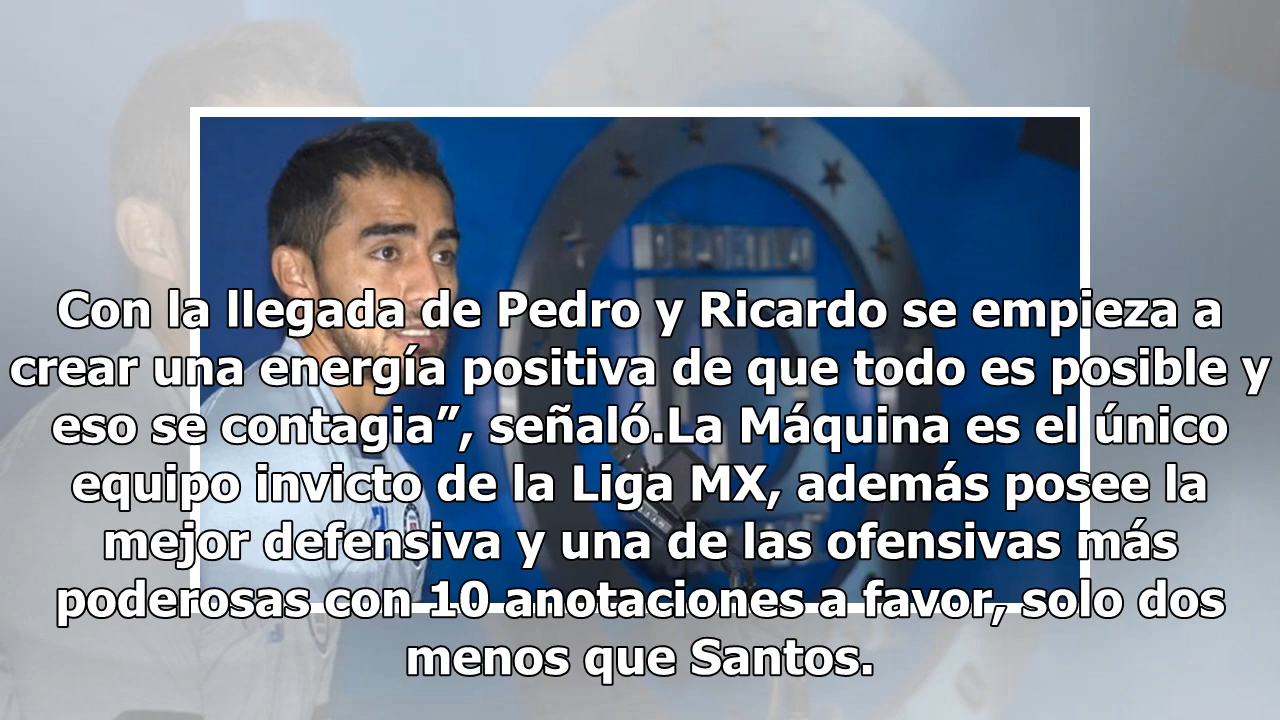 DEPORTIVO
Con la llegada de Pedro y Ricardo se empieza a
crear una energía positiva de que todo es posible y
eso se contagia”, señaló.La Máquina es el único
equipo invicto de la Liga MX, además posee la
mejor defensiva y una de las ofensivas más
poderosas con 10 anotaciones a favor, solo dos
menos que Santos.